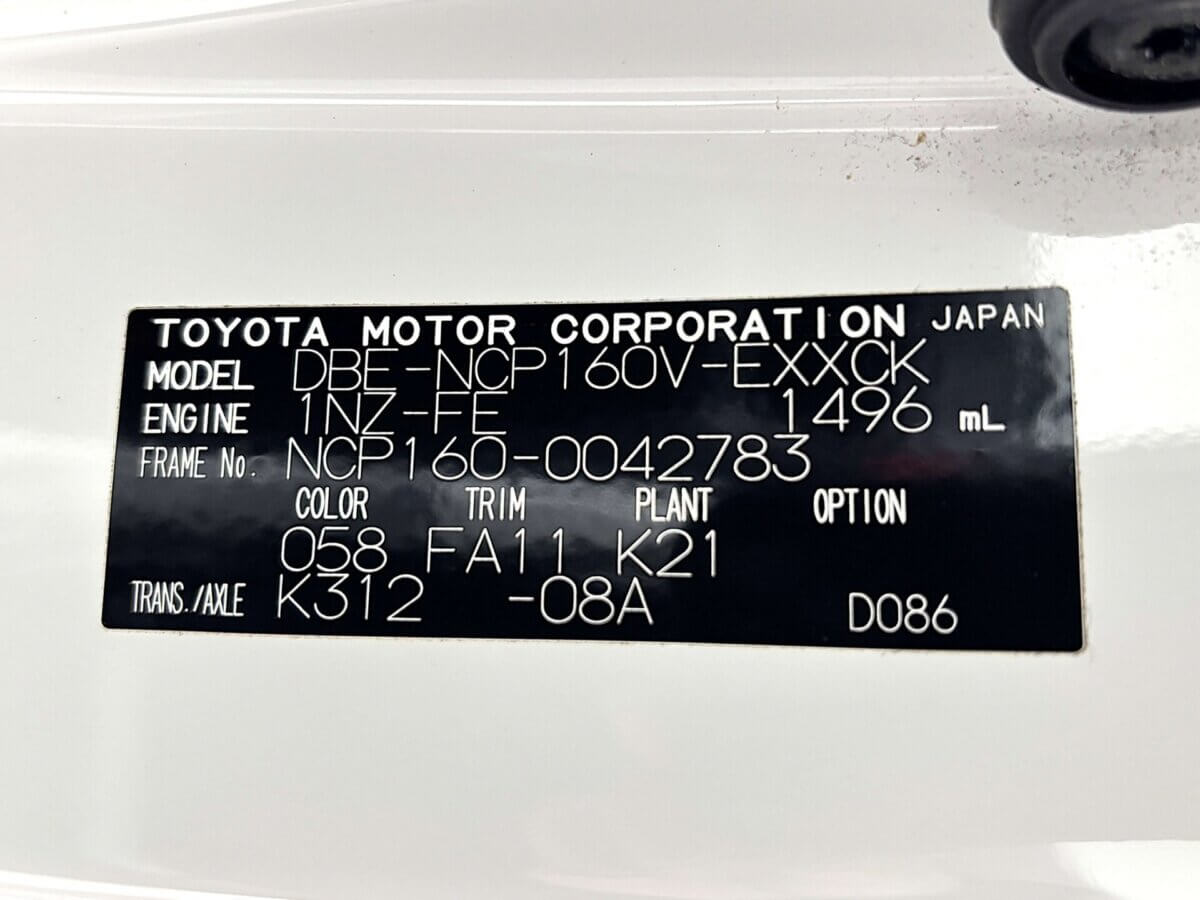 TOYOTA MOTOR CORPORATION JAPAN
MODEL DBE-NCP160V-EXXCK
ENGINE 1NZ-FE 1496 mL
FRAME No. NCP160-0042783
COLOR TRIM PLANT OPTION
058 FA11 K21
TRANS./AXLE K312 -08A D086